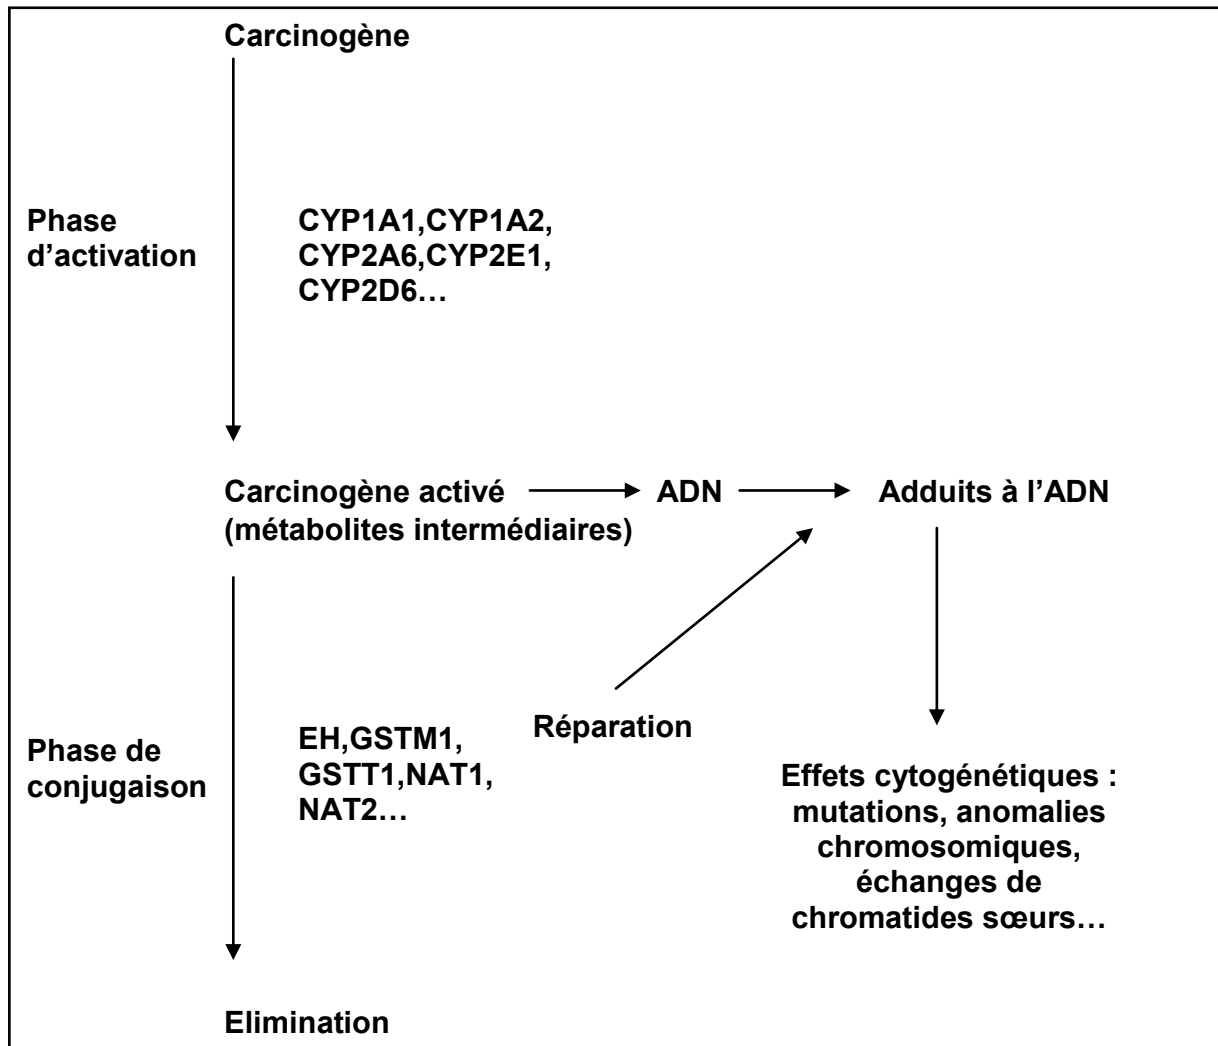 Carcinogène
Phase
d’activation
CYP1A1,CYP1A2,
CYP2A6,CYP2E1,
CYP2D6…
Carcinogène activé
(métabolites intermédiaires)
ADN
Adduits à l’ADN
Phase de
conjugaison
EH,GSTM1,
GSTT1,NAT1,
NAT2…
Réparation
Effets cytogénétiques :
mutations, anomalies
chromosomiques,
échanges de
chromatides sœurs…
Elimination